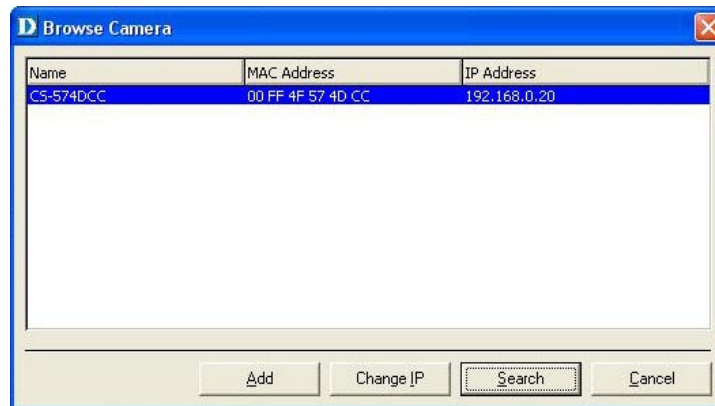 D Browse Camera
Name MAC Address IP Address
CS-574DCC 00 FF 4F 57 4D CC 192.168.0.20
Add Change IP Search Cancel